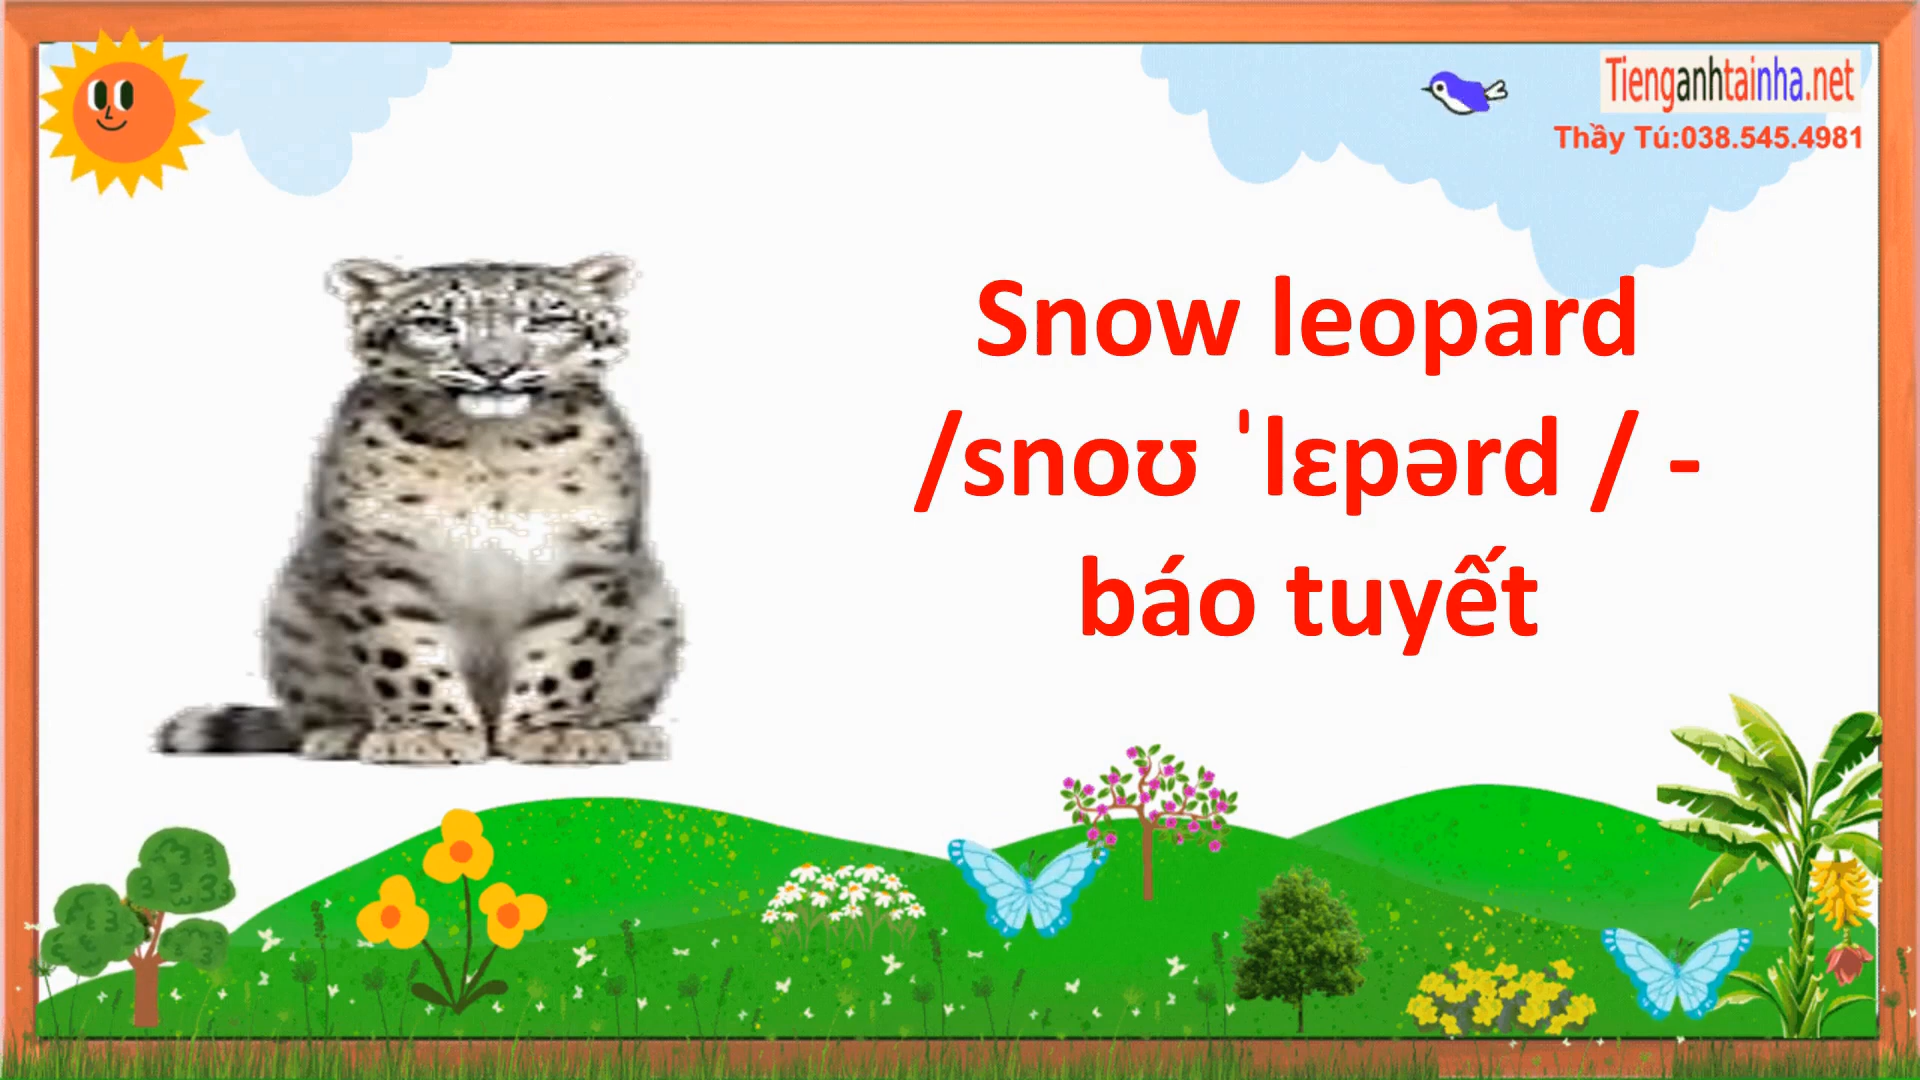 Tienganhtainha.net
Thầy Tú:038.545.4981
Snow leopard
/snoʊ ˈlɛpərd / -
báo tuyết